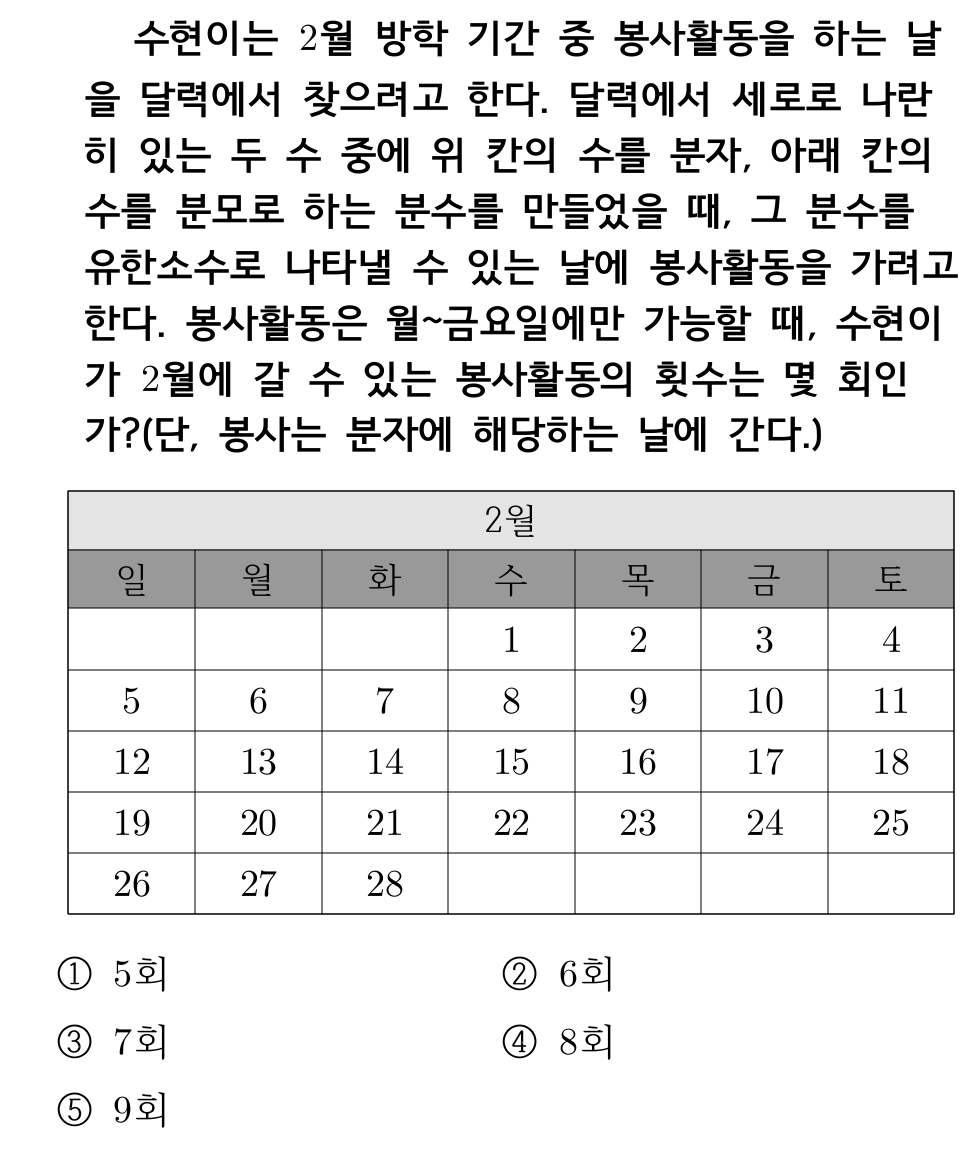 수현이는 2월 방학 기간 중 봉사활동을 하는 날
을 달력에서 찾으려고 한다. 달력에서 세로로 나란
히 있는 두 수 중에 위 칸의 수를 분자, 아래 칸의
수를 분모로 하는 분수를 만들었을 때, 그 분수를
유한소수로 나타낼 수 있는 날에 봉사활동을 가려고
한다. 봉사활동은 월~금요일에만 가능할 때, 수현이
가 2월에 갈 수 있는 봉사활동의 횟수는 몇 회인
가?(단, 봉사는 분자에 해당하는 날에 간다.)
2월
일 월 화 수 목 금 토
1 2 3 4
5 6 7 8 9 10 11
12 13 14 15 16 17 18
19 20 21 22 23 24 25
26 27 28
① 5회 ② 6회
③ 7회 ④ 8회
⑤ 9회